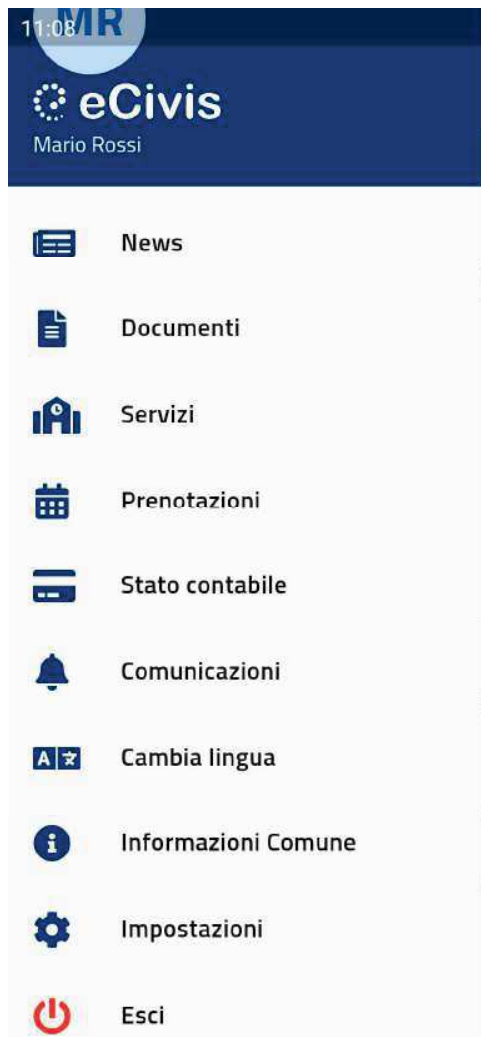 11:08
MR
eCivis
Mario Rossi
News
Documenti
Servizi
Prenotazioni
Stato contabile
Comunicazioni
Cambia lingua
Informazioni Comune
Impostazioni
Esci